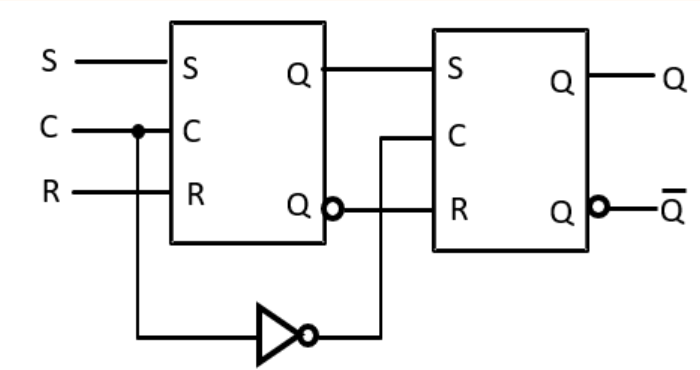 S S Q S Q Q
C C C
R R Q R Q Q̅